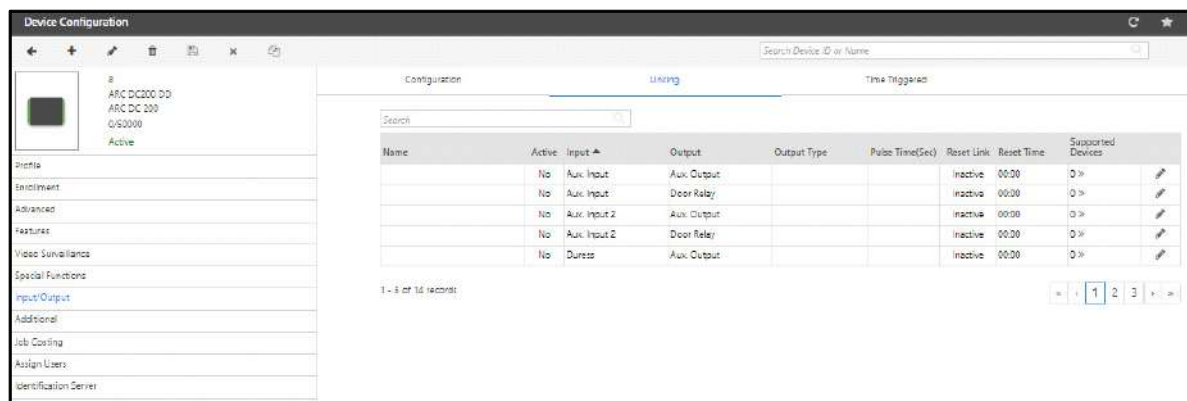 Device Configuration
Search Device ID or Name
8
ARC DC200 DD
ARC DC 200
0/50000
Active
Profile
Enrollment
Advanced
Features
Video Surveillance
Special Functions
Input/Output
Additional
Job Costing
Assign Users
Identification Server
Configuration Linking Time Triggered
Search
Name Active Input Output Output Type Pulse Time(Sec) Reset Link Reset Time Supported Devices
No Aux. Input Aux. Output Inactive 00:00 0 »
No Aux. Input Door Relay Inactive 00:00 0 »
No Aux. Input 2 Aux. Output Inactive 00:00 0 »
No Aux. Input 2 Door Relay Inactive 00:00 0 »
No Duress Aux. Output Inactive 00:00 0 »
1 - 5 of 14 records
« ‹ 1 2 3 › »